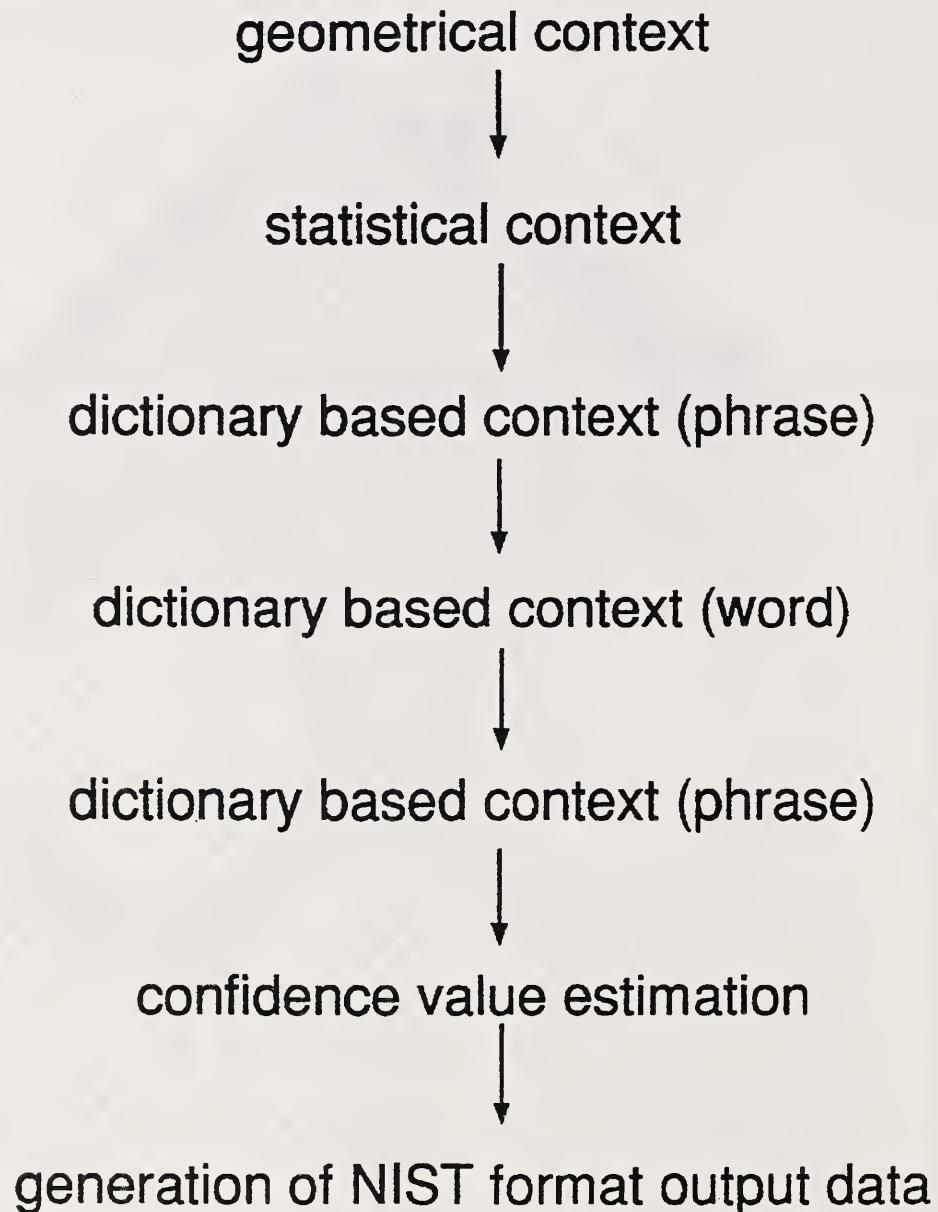 geometrical context
statistical context
dictionary based context (phrase)
dictionary based context (word)
dictionary based context (phrase)
confidence value estimation
generation of NIST format output data